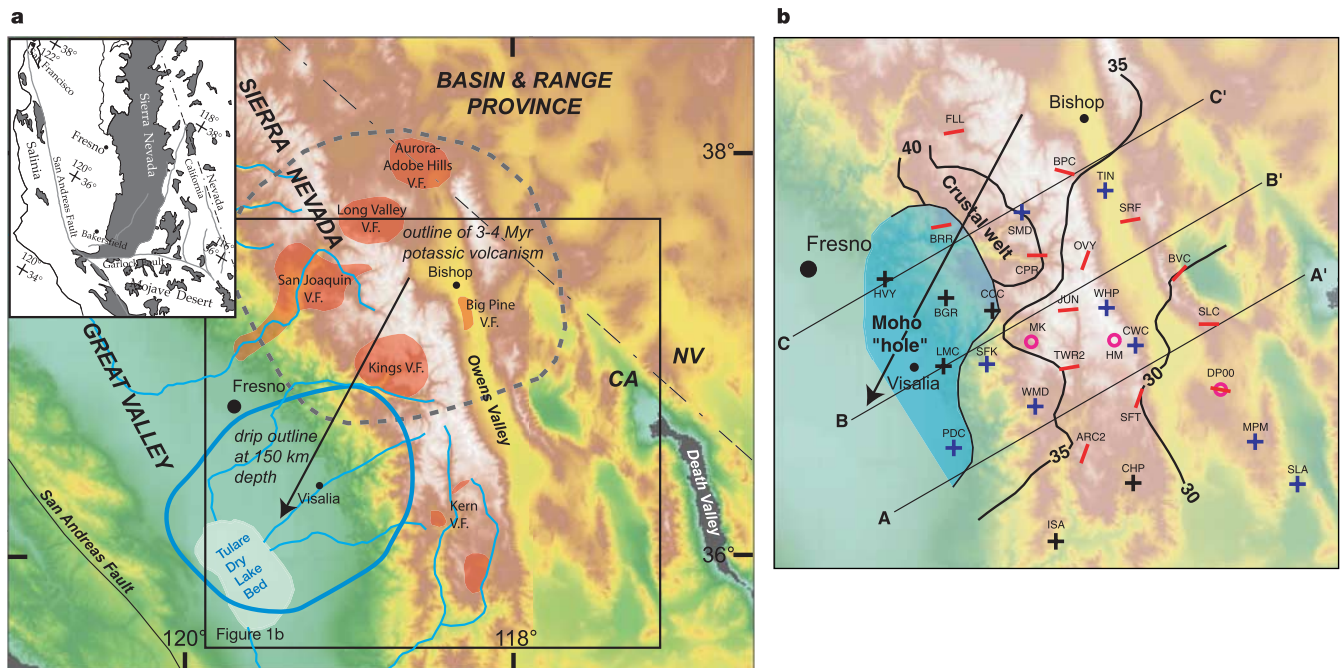 a
b
122°
38°
Francisco
Salinia
San Andreas Fault
Fresno
120°
36°
Sierra Nevada
118°
38°
Nevada
California
Bakersfield
Garlock Fault
Mojave Desert
120°
34°
BASIN & RANGE
PROVINCE
SIERRA
NEVADA
38°
Aurora-
Adobe Hills
V.F.
Long Valley
V.F.
outline of 3-4 Myr
potassic volcanism
San Joaquin
V.F.
Bishop
Big Pine
V.F.
Kings V.F.
Owens Valley
NV
CA
GREAT VALLEY
Fresno
drip outline
at 150 km
depth
Visalia
Kern
V.F.
Death Valley
San Andreas Fault
Tulare
Dry
Lake
Bed
36°
120°
Figure 1b
118°
35
C'
Bishop
FLL
40
BPC
TIN
B'
Crustal welt
SRF
SMD
Fresno
BRR
OVY
CPR
BVC
A'
HVY
BGR
CCC
JUN
WHP
SLC
Moho
"hole"
MK
HM
CWC
C
LMC
SFK
TWR2
DP00
Visalia
30
WMD
SFT
B
PDC
ARC2
MPM
35
CHP
30
SLA
A
ISA